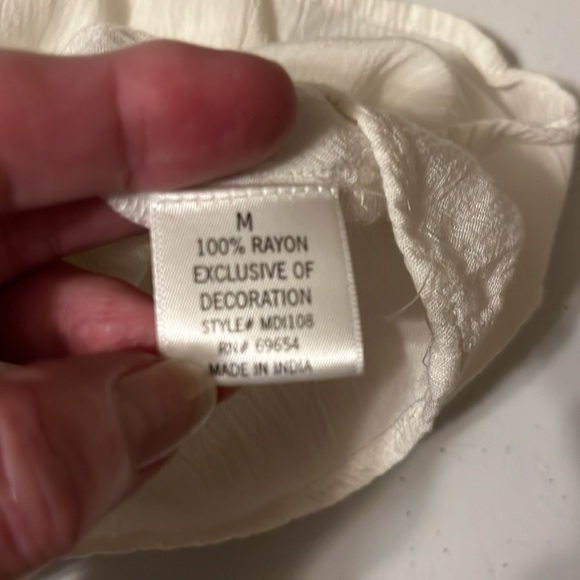 M
100% RAYON
EXCLUSIVE OF
DECORATION
STYLE# MDI108
RN# 69654
MADE IN INDIA